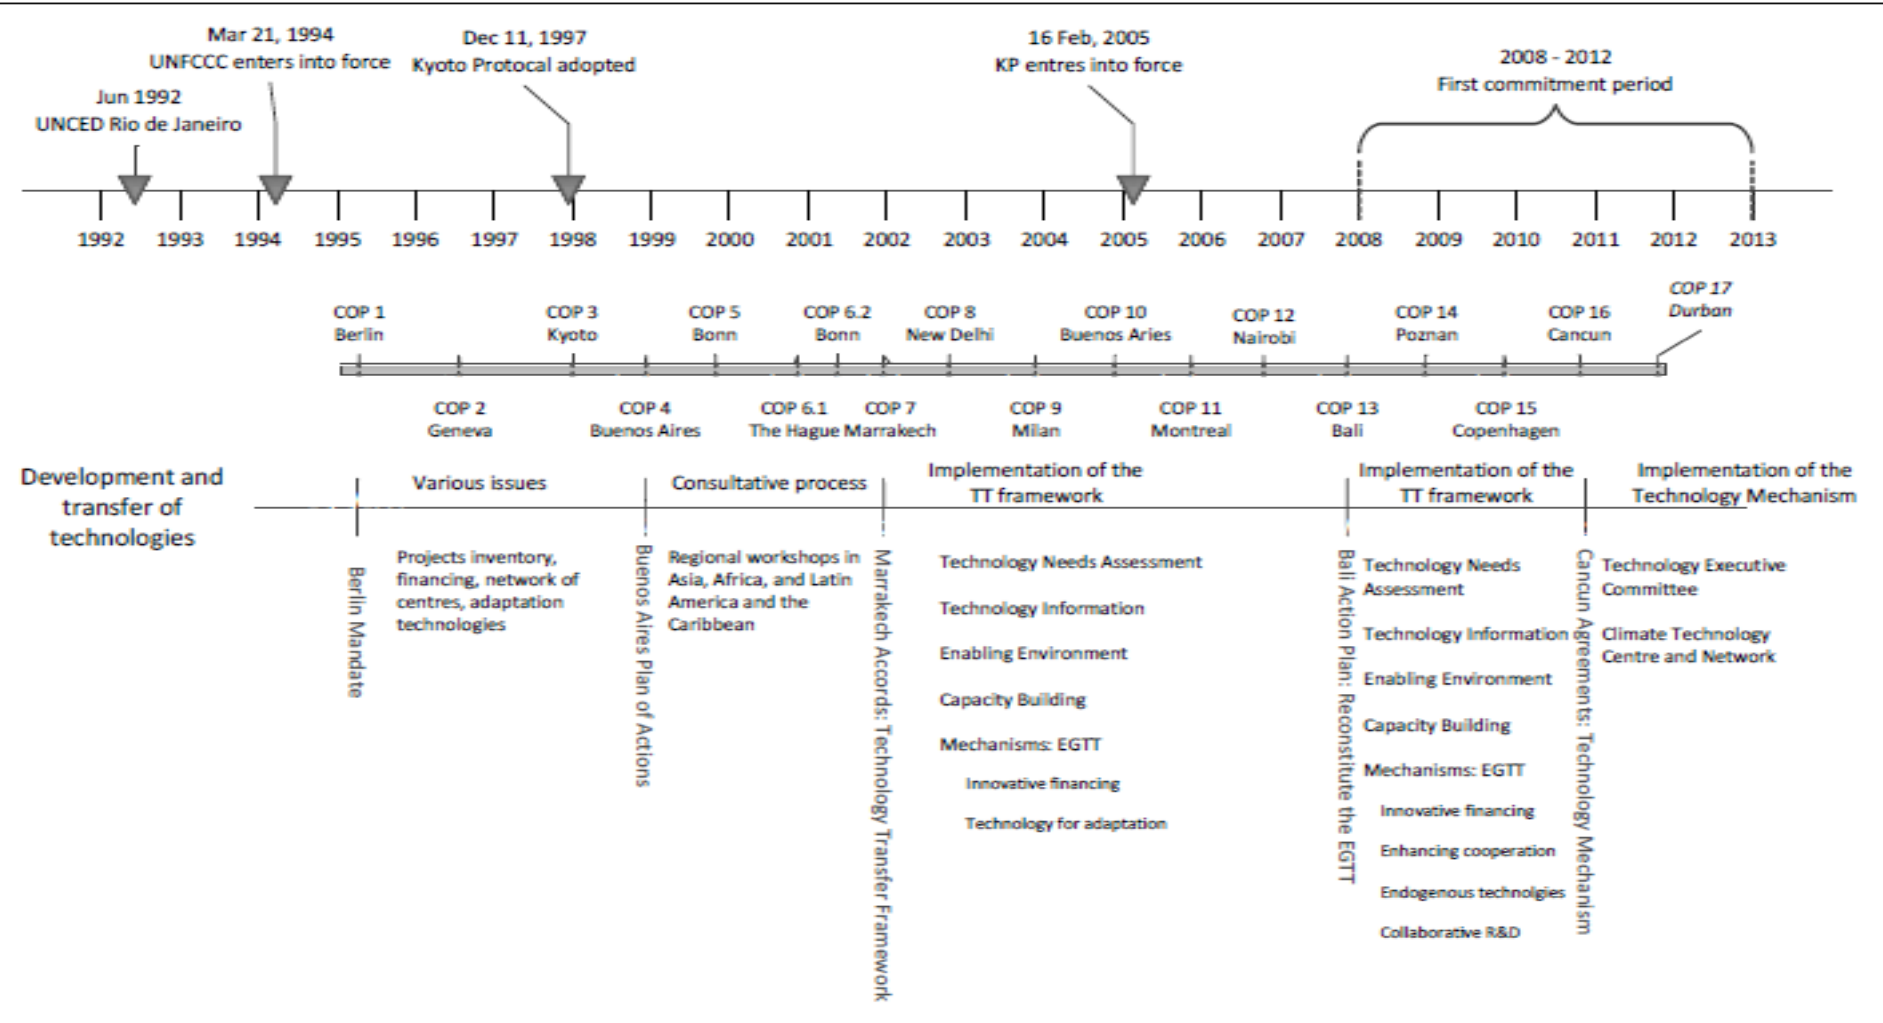 Mar 21, 1994
UNFCCC enters into force
Dec 11, 1997
Kyoto Protocal adopted
16 Feb, 2005
KP entres into force
2008 - 2012
First commitment period
Jun 1992
UNCED Rio de Janeiro
1992 1993 1994 1995 1996 1997 1998 1999 2000 2001 2002 2003 2004 2005 2006 2007 2008 2009 2010 2011 2012 2013
COP 1
Berlin
COP 3
Kyoto
COP 5
Bonn
COP 6.2
Bonn
COP 8
New Delhi
COP 10
Buenos Aries
COP 12
Nairobi
COP 14
Poznan
COP 16
Cancun
COP 17
Durban
COP 2
Geneva
COP 4
Buenos Aires
COP 6.1
The Hague
COP 7
Marrakech
COP 9
Milan
COP 11
Montreal
COP 13
Bali
COP 15
Copenhagen
Development and
transfer of
technologies
Various issues
Consultative process
Implementation of the
TT framework
Implementation of the
TT framework
Implementation of the
Technology Mechanism
Berlin Mandate
Projects inventory,
financing, network of
centres, adaptation
technologies
Buenos Aires Plan of Actions
Regional workshops in
Asia, Africa, and Latin
America and the
Caribbean
Marrakech Accords: Technology Transfer Framework
Technology Needs Assessment
Technology Information
Enabling Environment
Capacity Building
Mechanisms: EGTT
Innovative financing
Technology for adaptation
Bali Action Plan: Reconstitute the EGTT
Technology Needs
Assessment
Technology Information
Enabling Environment
Capacity Building
Mechanisms: EGTT
Innovative financing
Enhancing cooperation
Endogenous technolgies
Collaborative R&D
Cancun Agreements: Technology Mechanism
Technology Executive
Committee
Climate Technology
Centre and Network